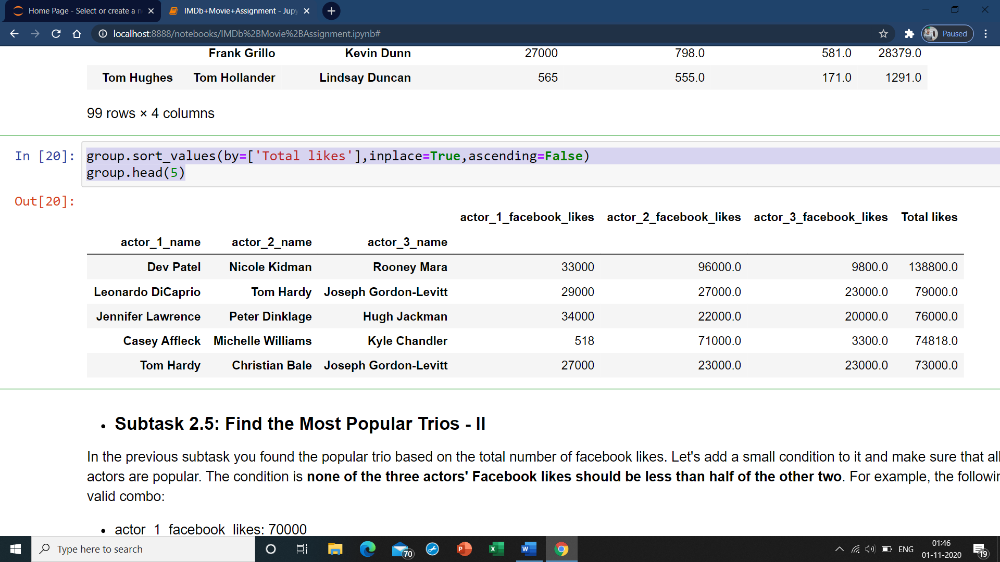 Home Page - Select or create a n
IMDb+Movie+Assignment - Jupy
localhost:8888/notebooks/IMDb%2BMovie%2BAssignment.ipynb#
Paused
Frank Grillo Kevin Dunn 27000 798.0 581.0 28379.0
Tom Hughes Tom Hollander Lindsay Duncan 565 555.0 171.0 1291.0
99 rows × 4 columns
In [20]: group.sort_values(by=['Total likes'],inplace=True,ascending=False)
group.head(5)
Out[20]:
actor_1_facebook_likes actor_2_facebook_likes actor_3_facebook_likes Total likes
actor_1_name actor_2_name actor_3_name
Dev Patel Nicole Kidman Rooney Mara 33000 96000.0 9800.0 138800.0
Leonardo DiCaprio Tom Hardy Joseph Gordon-Levitt 29000 27000.0 23000.0 79000.0
Jennifer Lawrence Peter Dinklage Hugh Jackman 34000 22000.0 20000.0 76000.0
Casey Affleck Michelle Williams Kyle Chandler 518 71000.0 3300.0 74818.0
Tom Hardy Christian Bale Joseph Gordon-Levitt 27000 23000.0 23000.0 73000.0
• Subtask 2.5: Find the Most Popular Trios - II
In the previous subtask you found the popular trio based on the total number of facebook likes. Let's add a small condition to it and make sure that all
actors are popular. The condition is none of the three actors' Facebook likes should be less than half of the other two. For example, the followin
valid combo:
• actor_1_facebook_likes: 70000
Type here to search
70
ENG
01:46
01-11-2020
19